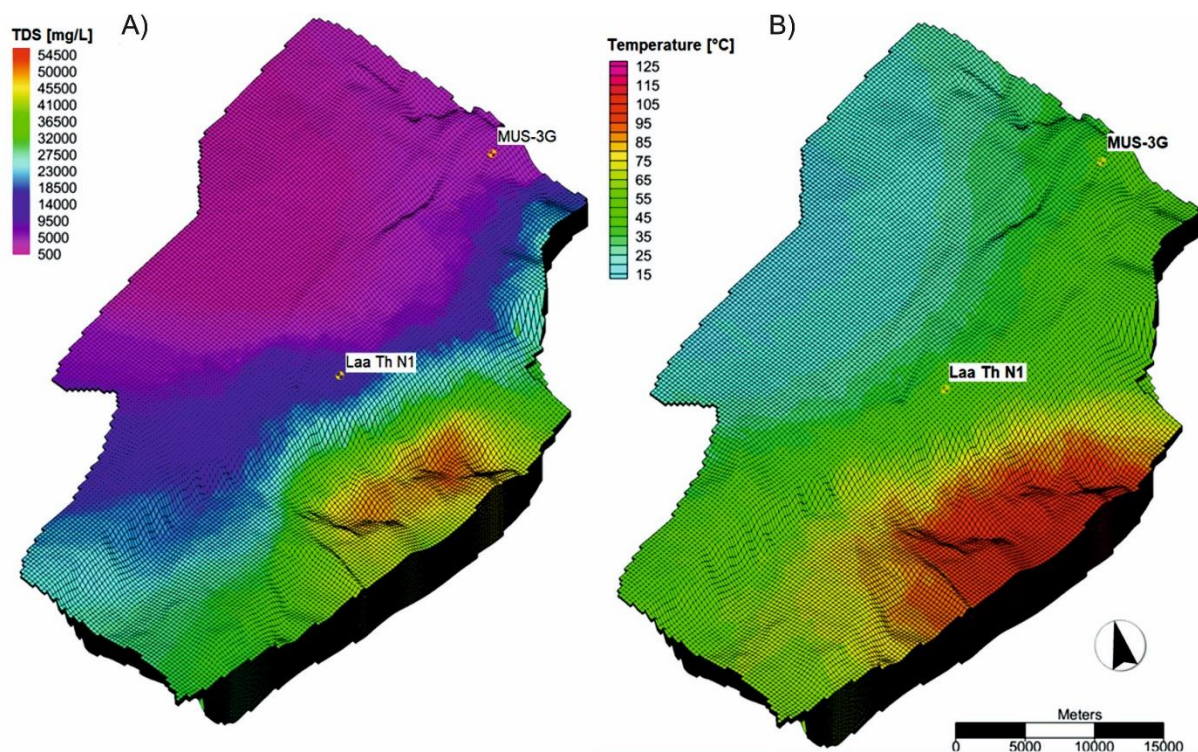 A)
TDS [mg/L]
54500
50000
45500
41000
36500
32000
27500
23000
18500
14000
9500
5000
500
MUS-3G
Laa Th N1
B)
Temperature [°C]
125
115
105
95
85
75
65
55
45
35
25
15
MUS-3G
Laa Th N1
Meters
0 5000 10000 15000